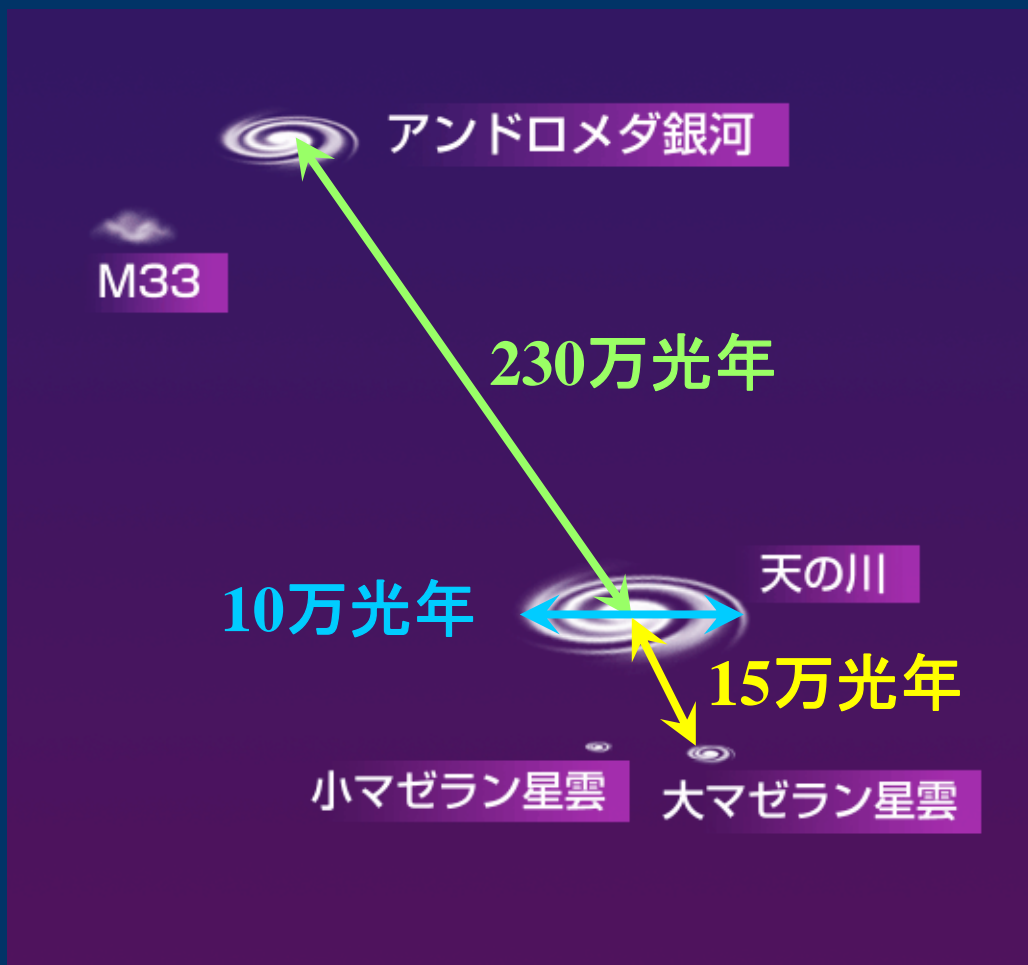 アンドロメダ銀河
M33
230万光年
天の川
10万光年
15万光年
小マゼラン星雲
大マゼラン星雲